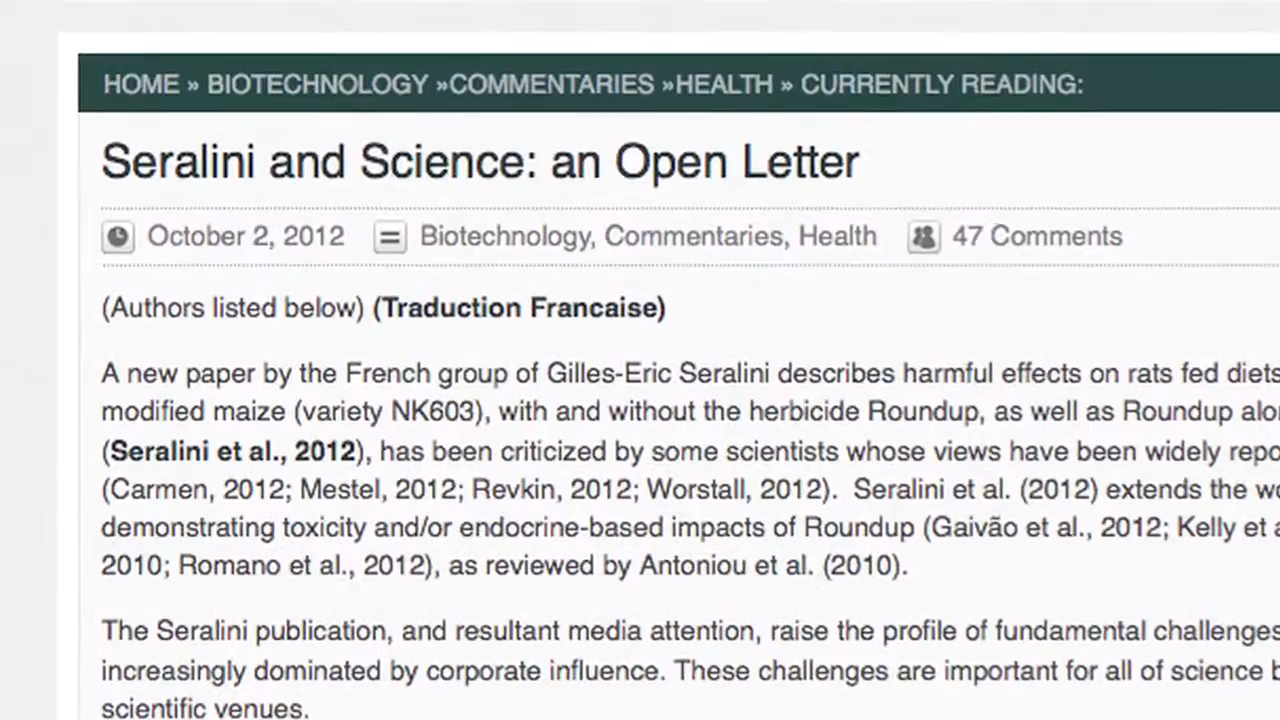 HOME » BIOTECHNOLOGY »COMMENTARIES »HEALTH » CURRENTLY READING:
Seralini and Science: an Open Letter
October 2, 2012 Biotechnology, Commentaries, Health 47 Comments
(Authors listed below) (Traduction Francaise)
A new paper by the French group of Gilles-Eric Seralini describes harmful effects on rats fed diets
modified maize (variety NK603), with and without the herbicide Roundup, as well as Roundup
(Seralini et al., 2012), has been criticized by some scientists whose views have been widely
(Carmen, 2012; Mestel, 2012; Revkin, 2012; Worstall, 2012). Seralini et al. (2012) extends the
demonstrating toxicity and/or endocrine-based impacts of Roundup (Gaivão et al., 2012; Kelly et
2010; Romano et al., 2012), as reviewed by Antoniou et al. (2010).
The Seralini publication, and resultant media attention, raise the profile of fundamental challenges
increasingly dominated by corporate influence. These challenges are important for all of science
scientific venues.